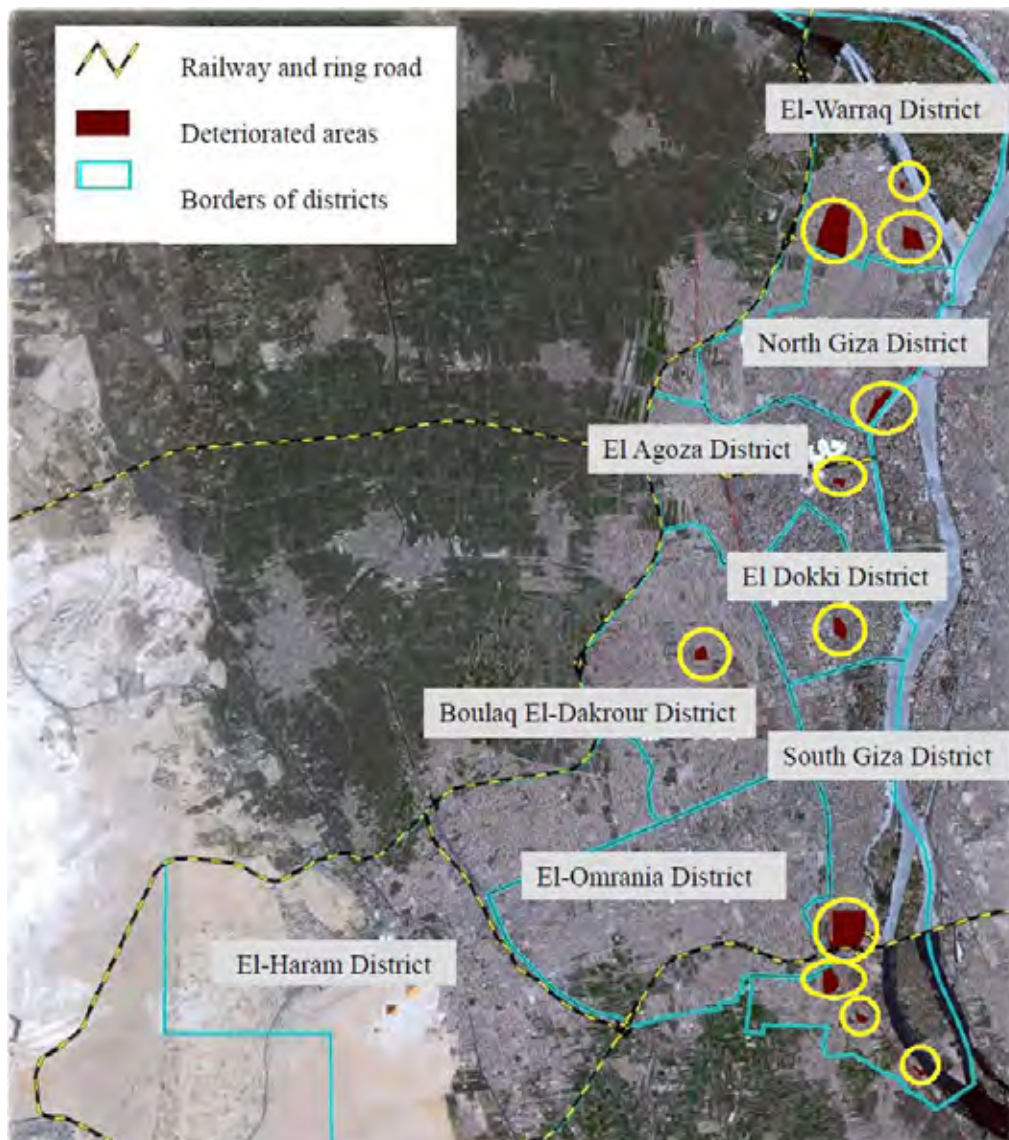 Railway and ring road
Deteriorated areas
Borders of districts
El-Warraq District
North Giza District
El Agoza District
El Dokki District
Boulaq El-Dakrour District
South Giza District
El-Omrania District
El-Haram District